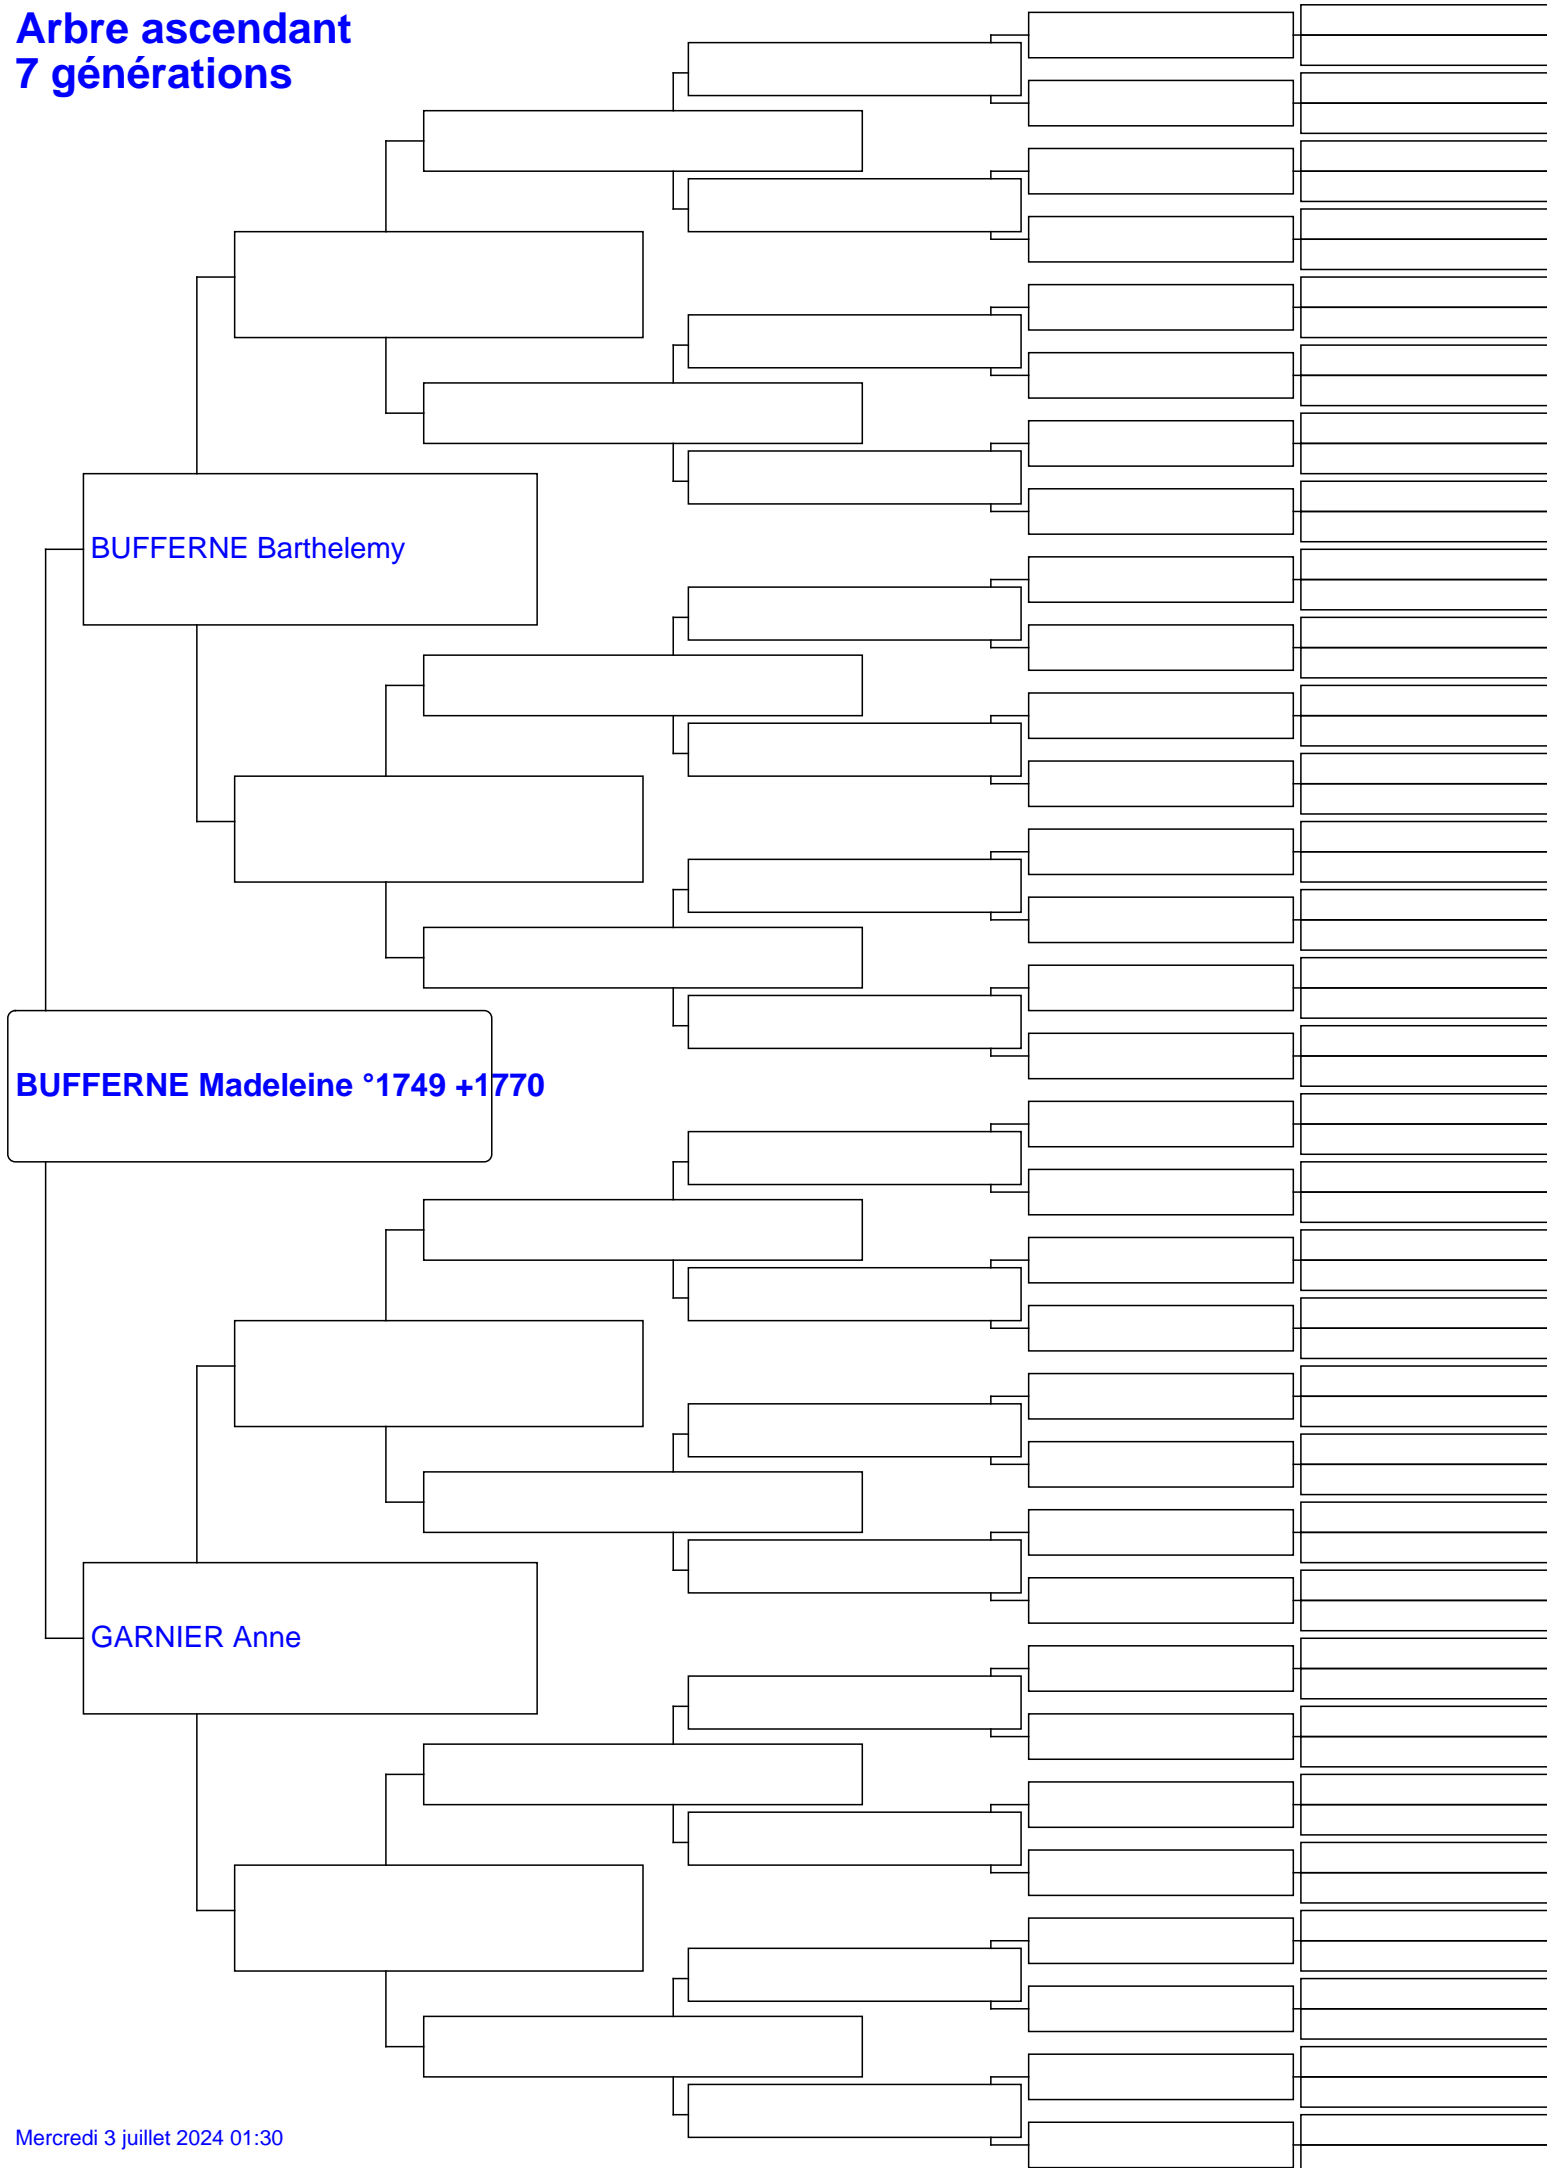 Arbre ascendant
7 générations
BUFFERNE Barthelemy
BUFFERNE Madeleine °1749 +1770
GARNIER Anne
Mercredi 3 juillet 2024 01:30